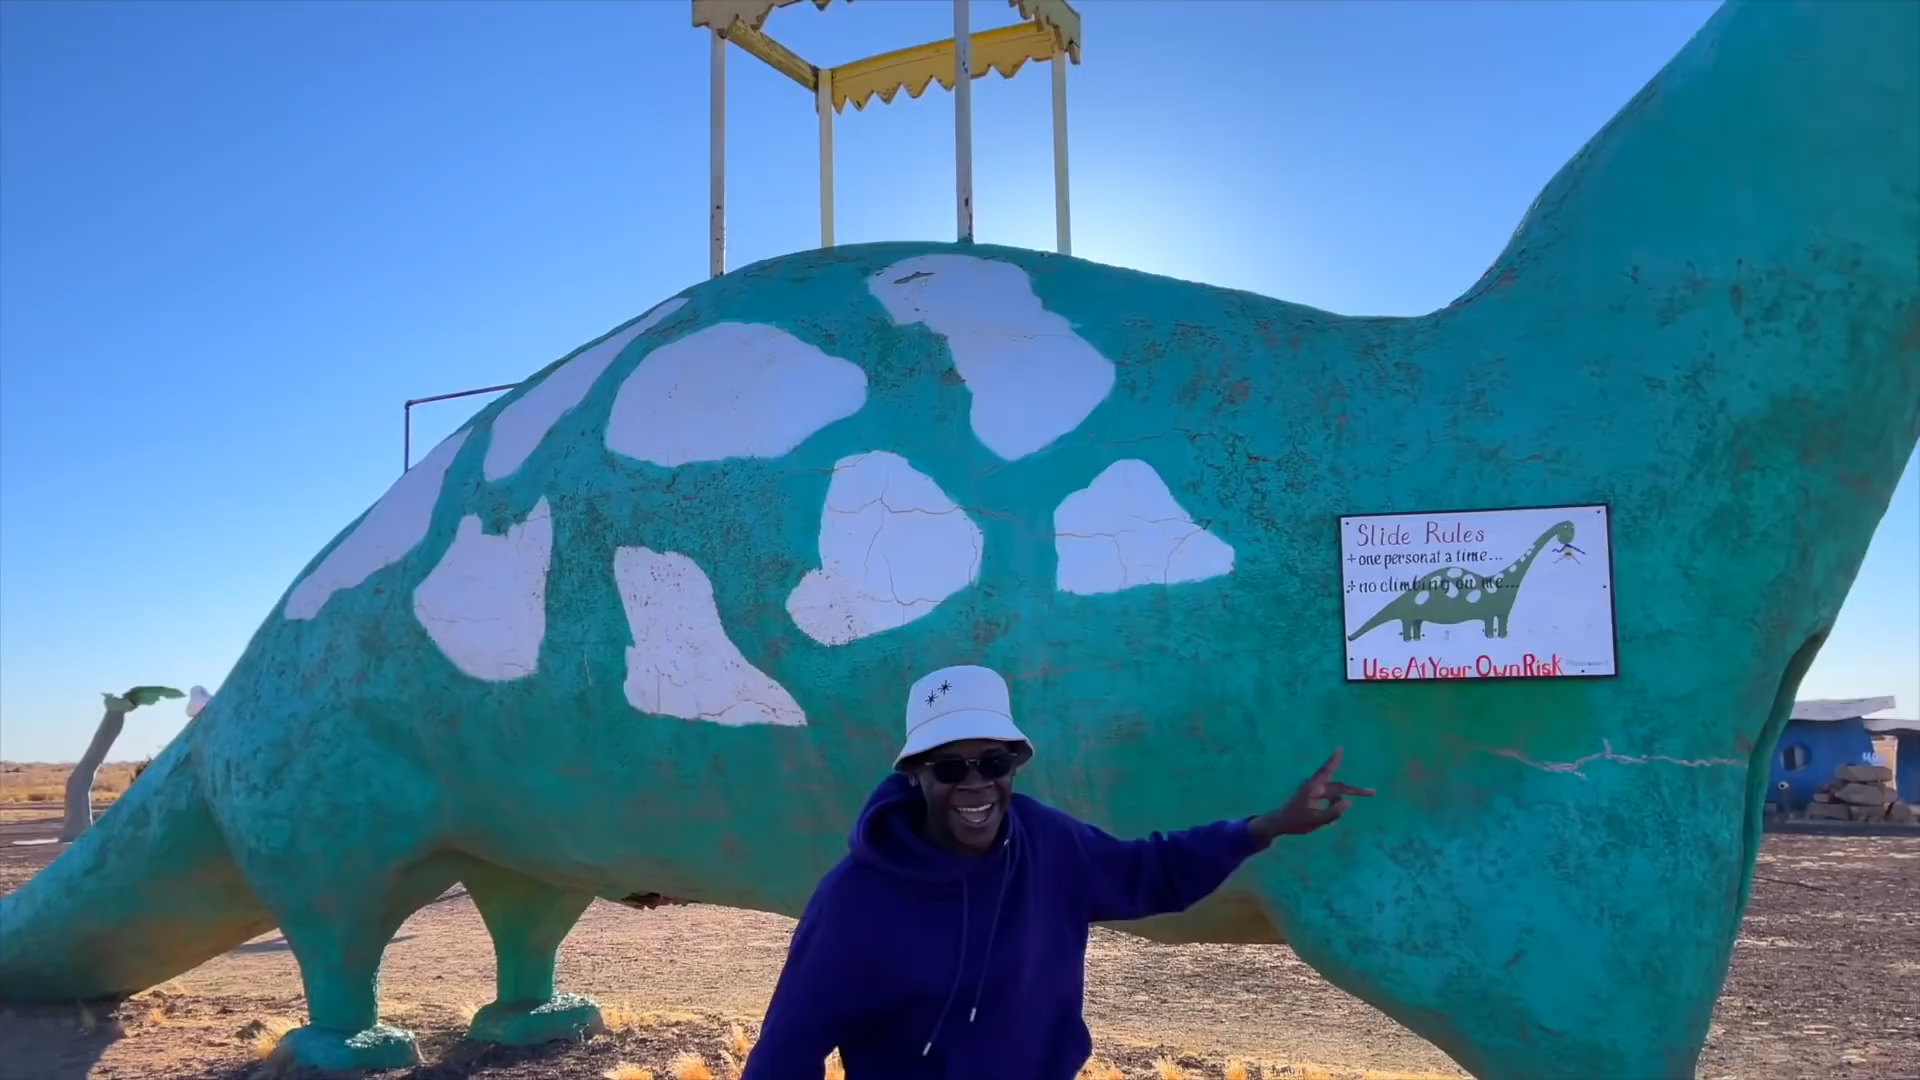 Slide Rules
+one person at a time...
+no climbing on me...
Use At Your Own Risk